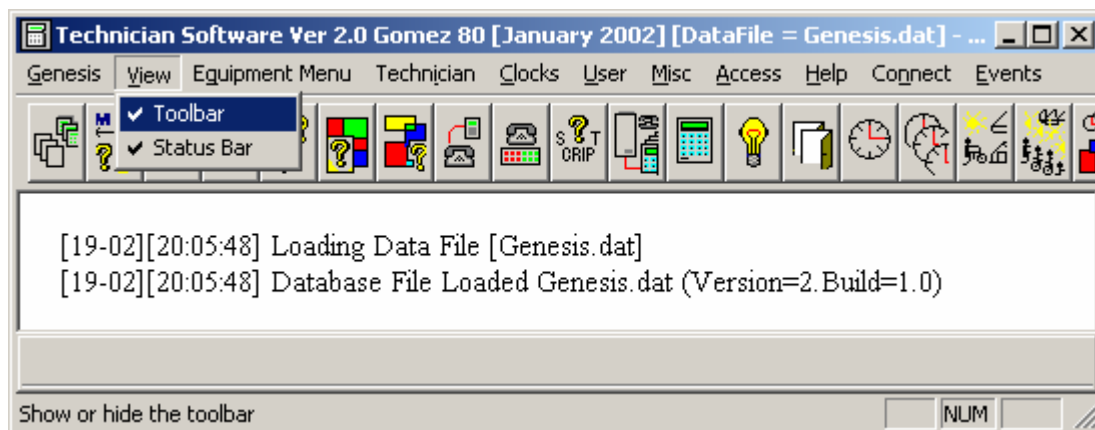 Technician Software Ver 2.0 Gomez 80 [January 2002] [DataFile = Genesis.dat] - ...
Genesis View Equipment Menu Technician Clocks User Misc Access Help Connect Events
Toolbar
Status Bar
M
S T
CRIP
[19-02][20:05:48] Loading Data File [Genesis.dat]
[19-02][20:05:48] Database File Loaded Genesis.dat (Version=2.Build=1.0)
Show or hide the toolbar
NUM